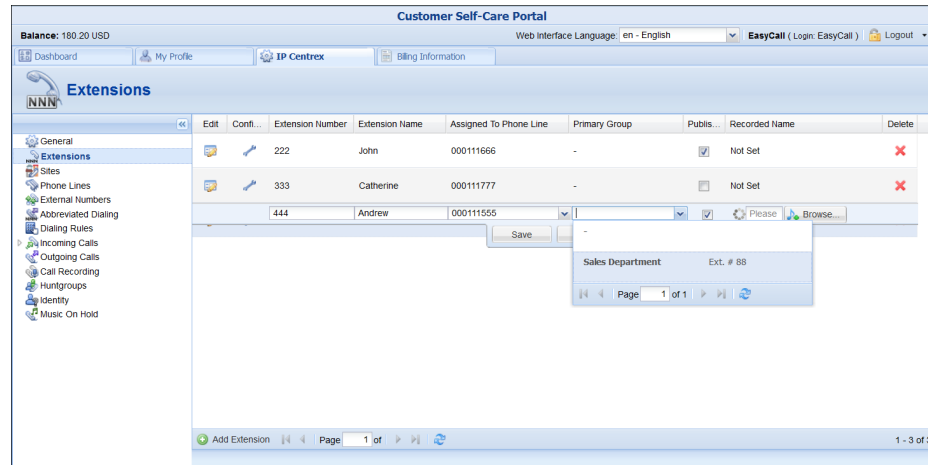 Customer Self-Care Portal
Balance: 180.20 USD Web Interface Language: en - English EasyCall ( Login: EasyCall ) Logout
Dashboard My Profile IP Centrex Billing Information
NNN Extensions
Edit Confi... Extension Number Extension Name Assigned To Phone Line Primary Group Publis... Recorded Name Delete
General
Extensions
Sites
Phone Lines
External Numbers
Abbreviated Dialing
Dialing Rules
Incoming Calls
Outgoing Calls
Call Recording
Huntgroups
Identity
Music On Hold
222 John 000111666 - Not Set
333 Catherine 000111777 - Not Set
444 Andrew 000111555 Please Browse...
Save
-
Sales Department Ext. # 88
Page 1 of 1
Add Extension Page 1 of 1 - 3 of